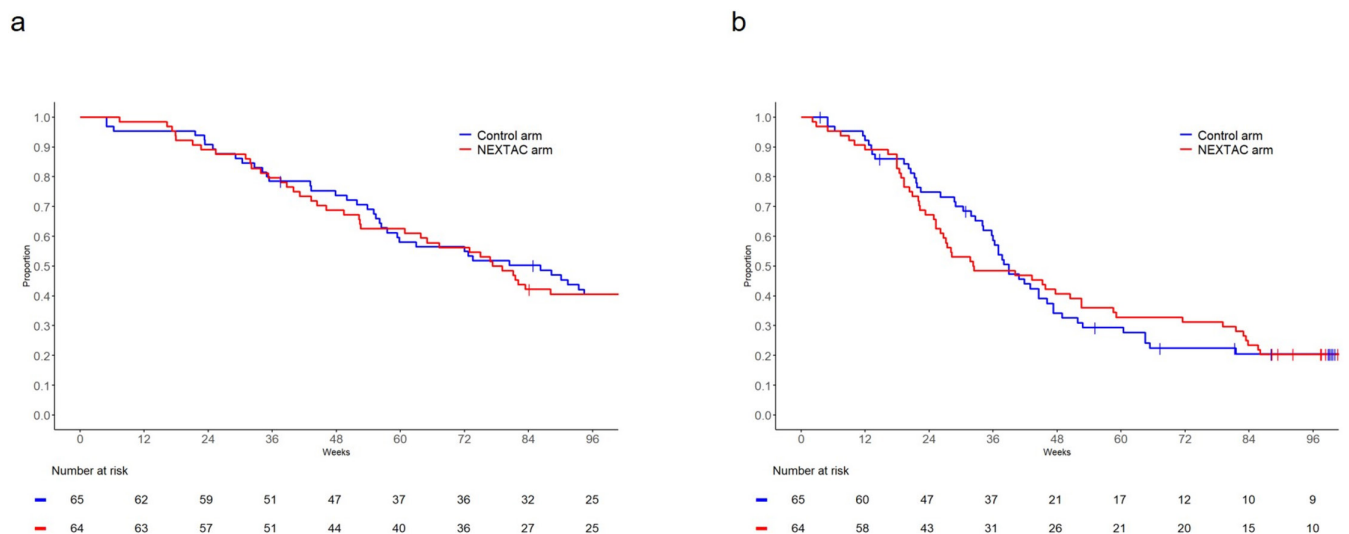 a
1.0
0.9
0.8
0.7
0.6
0.5
0.4
0.3
0.2
0.1
0.0
Proportion
Control arm
NEXTAC arm
0 12 24 36 48 60 72 84 96
Weeks
Number at risk
65 62 59 51 47 37 36 32 25
64 63 57 51 44 40 36 27 25
b
1.0
0.9
0.8
0.7
0.6
0.5
0.4
0.3
0.2
0.1
0.0
Proportion
Control arm
NEXTAC arm
0 12 24 36 48 60 72 84 96
Weeks
Number at risk
65 60 47 37 21 17 12 10 9
64 58 43 31 26 21 20 15 10